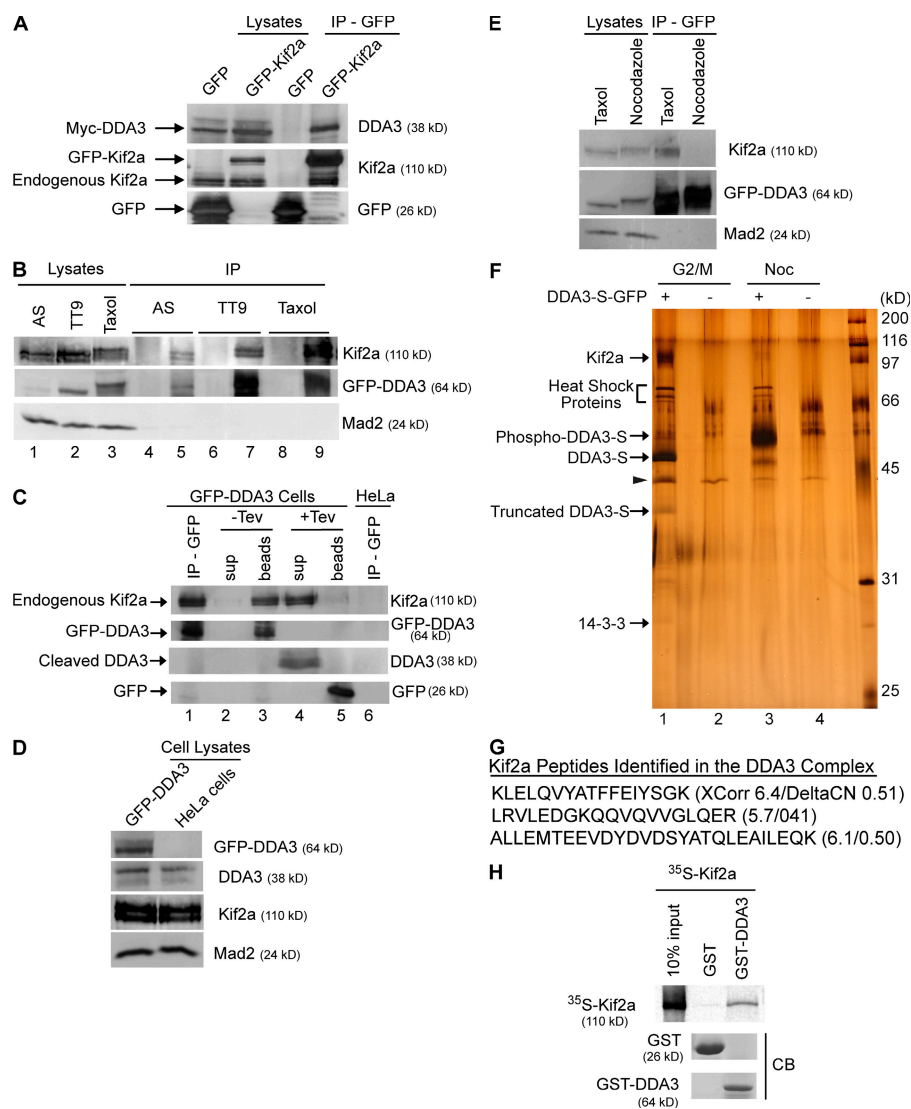 A
Lysates
IP - GFP
GFP
GFP-Kif2a
GFP
GFP-Kif2a
Myc-DDA3
DDA3 (38 kD)
GFP-Kif2a
Endogenous Kif2a
Kif2a (110 kD)
GFP
GFP (26 kD)
B
Lysates
IP
AS
TT9
Taxol
AS
TT9
Taxol
Kif2a (110 kD)
GFP-DDA3 (64 kD)
Mad2 (24 kD)
1 2 3 4 5 6 7 8 9
C
GFP-DDA3 Cells
HeLa
-Tev
+Tev
IP - GFP
sup
beads
sup
beads
IP - GFP
Endogenous Kif2a
Kif2a (110 kD)
GFP-DDA3
GFP-DDA3
(64 kD)
Cleaved DDA3
DDA3 (38 kD)
GFP
GFP (26 kD)
1 2 3 4 5 6
D
Cell Lysates
GFP-DDA3
HeLa cells
GFP-DDA3 (64 kD)
DDA3 (38 kD)
Kif2a (110 kD)
Mad2 (24 kD)
E
Lysates
IP - GFP
Taxol
Nocodazole
Taxol
Nocodazole
Kif2a (110 kD)
GFP-DDA3 (64 kD)
Mad2 (24 kD)
F
G2/M
Noc
DDA3-S-GFP
+ - + -
(kD)
200
116
Kif2a
97
Heat Shock
Proteins
66
Phospho-DDA3-S
DDA3-S
45
Truncated DDA3-S
31
14-3-3
25
1 2 3 4
G
Kif2a Peptides Identified in the DDA3 Complex
KLELQVYATFFEIYSGK (XCorr 6.4/DeltaCN 0.51)
LRVLEDGKQQVQVVGLQER (5.7/041)
ALLEMTEEVDYDVDSYATQLEAILEQK (6.1/0.50)
H
35S-Kif2a
10% input
GST
GST-DDA3
35S-Kif2a
(110 kD)
GST
(26 kD)
CB
GST-DDA3
(64 kD)